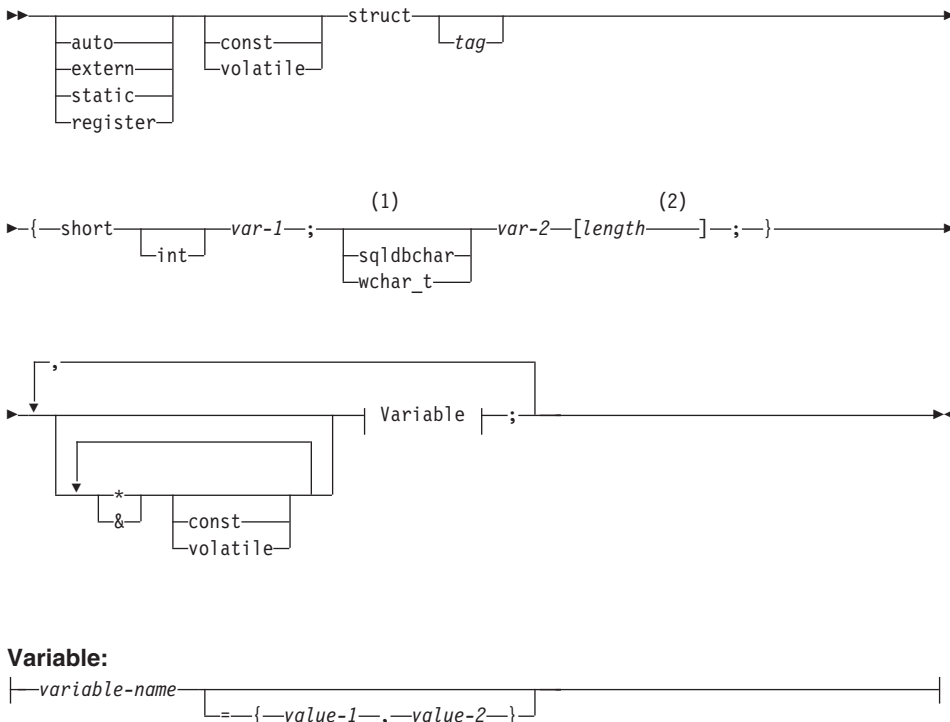 struct
auto const tag
extern volatile
static
register
(1) (2)
{ short var-1 ; var-2 [length ] ; }
int sqldbchar
wchar_t
,
Variable ;
*
& const
volatile
Variable:
variable-name
= { value-1 , value-2 }